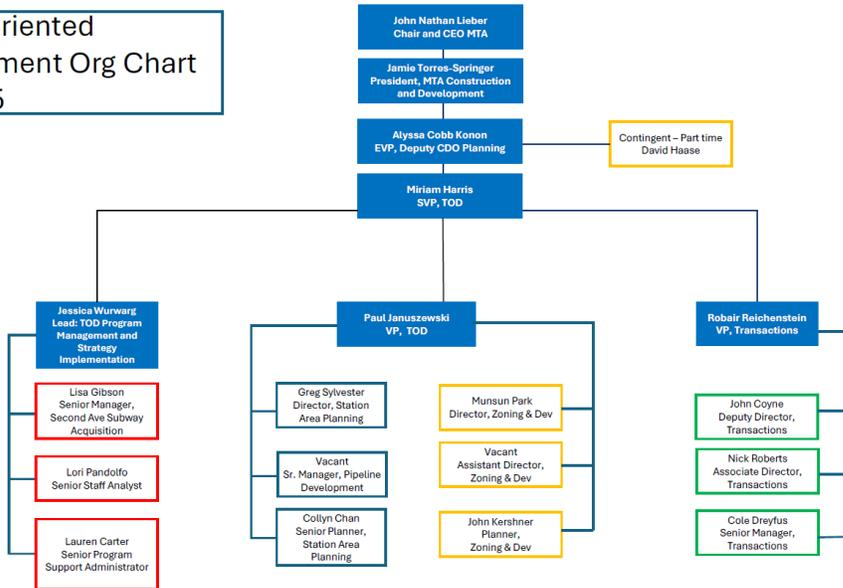 riented
ment Org Chart
5
John Nathan Lieber
Chair and CEO MTA
Jamie Torres-Springer
President, MTA Construction
and Development
Alyssa Cobb Konon
EVP, Deputy CDO Planning
Contingent – Part time
David Haase
Miriam Harris
SVP, TOD
Jessica Wurwarg
Lead: TOD Program
Management and
Strategy
Implementation
Lisa Gibson
Senior Manager,
Second Ave Subway
Acquisition
Lori Pandolfo
Senior Staff Analyst
Lauren Carter
Senior Program
Support Administrator
Paul Januszewski
VP, TOD
Greg Sylvester
Director, Station
Area Planning
Vacant
Sr. Manager, Pipeline
Development
Collyn Chan
Senior Planner,
Station Area
Planning
Munsun Park
Director, Zoning & Dev
Vacant
Assistant Director,
Zoning & Dev
John Kershner
Planner,
Zoning & Dev
Robair Reichenstein
VP, Transactions
John Coyne
Deputy Director,
Transactions
Nick Roberts
Associate Director,
Transactions
Cole Dreyfus
Senior Manager,
Transactions